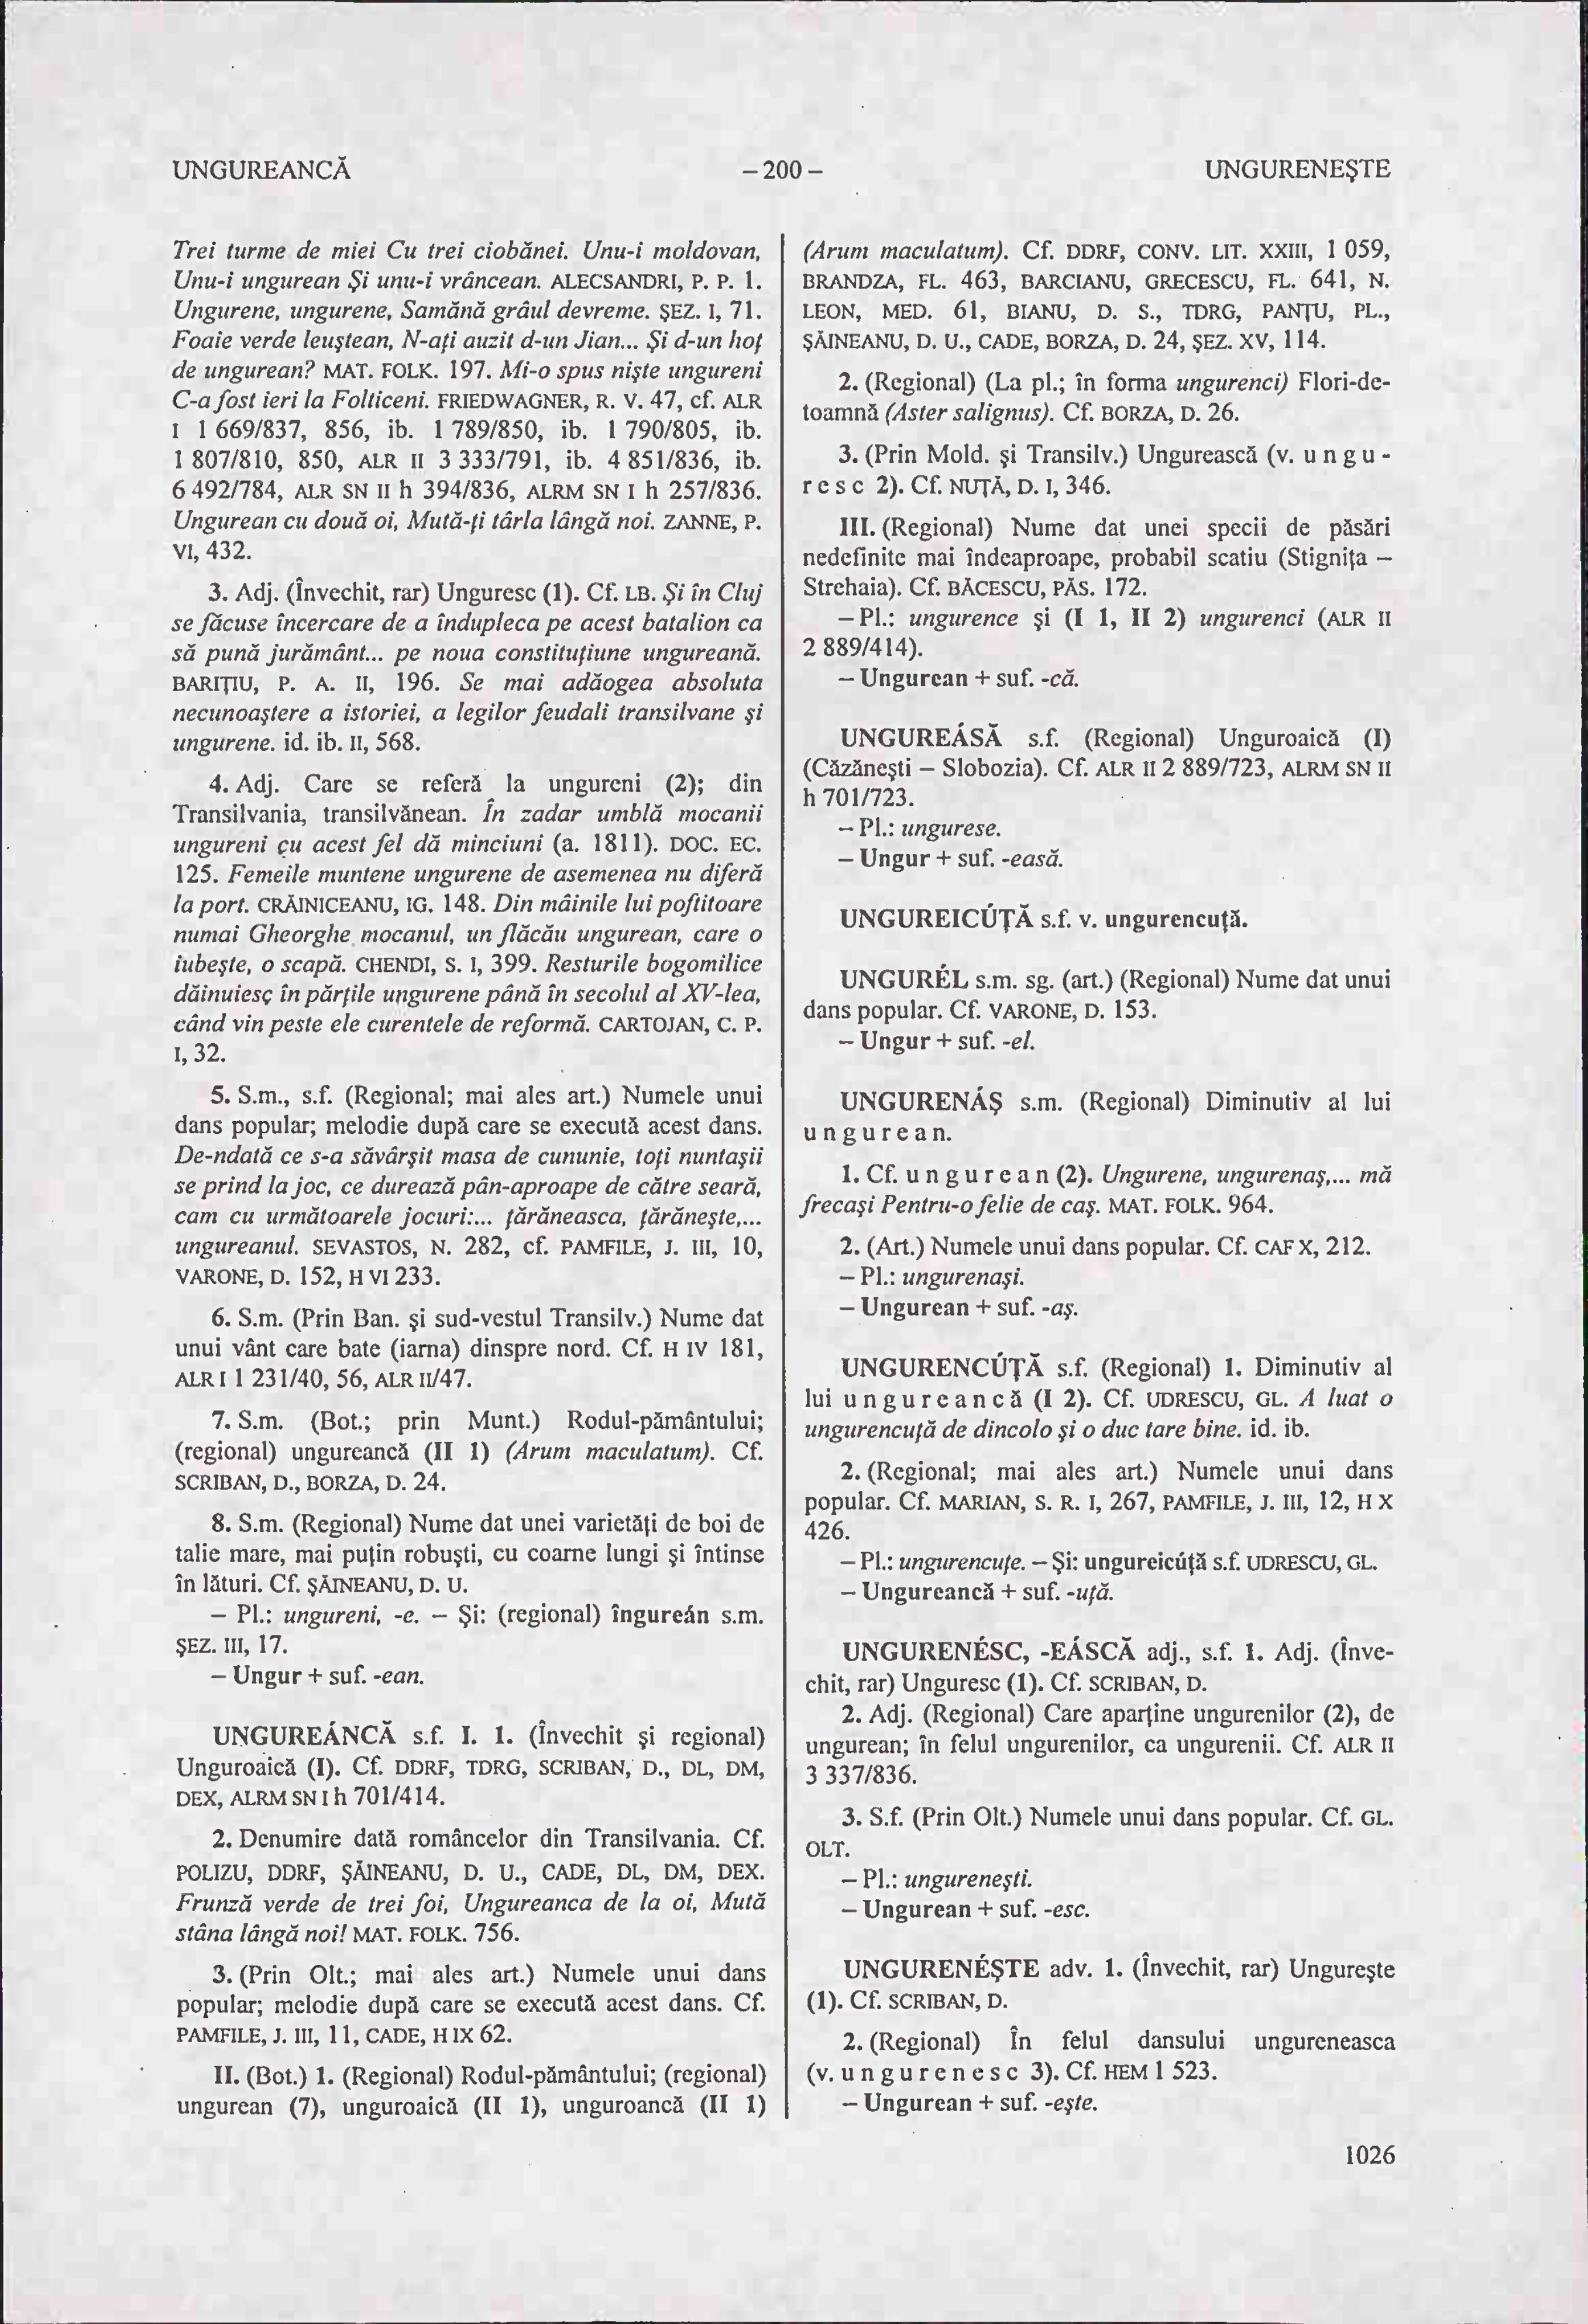 UNGUREANCĂ
– 200 –
UNGURENEŞTE
Trei turme de miei Cu trei ciobănei. Unu-i moldovan,
Unu-i ungurean Şi unu-i vrâncean. ALECSANDRI, P. P. 1.
Ungurene, ungurene, Samănă grâul devreme. ŞEZ. I, 71.
Foaie verde leuştean, N-aţi auzit d-un Jian... Şi d-un hoţ
de ungurean? MAT. FOLK. 197. Mi-o spus nişte ungureni
C-a fost ieri la Folticeni. FRIEDWAGNER, R. V. 47, cf. ALR
I 1 669/837, 856, ib. 1 789/850, ib. 1 790/805, ib.
1 807/810, 850, ALR II 3 333/791, ib. 4 851/836, ib.
6 492/784, ALR SN II h 394/836, ALRM SN I h 257/836.
Ungurean cu două oi, Mută-ţi târla lângă noi. ZANNE, P.
VI, 432.
3. Adj. (Învechit, rar) Unguresc (1). Cf. LB. Şi în Cluj
se făcuse încercare de a îndupleca pe acest batalion ca
să pună jurământ... pe noua constituţiune ungureană.
BARIŢIU, P. A. II, 196. Se mai adăogea absoluta
necunoaştere a istoriei, a legilor feudali transilvane şi
ungurene. id. ib. II, 568.
4. Adj. Care se referă la ungureni (2); din
Transilvania, transilvănean. În zadar umblă mocanii
ungureni cu acest fel dă minciuni (a. 1811). DOC. EC.
125. Femeile muntene ungurene de asemenea nu diferă
la port. CRĂINICEANU, IG. 148. Din mâinile lui poftitoare
numai Gheorghe mocanul, un flăcău ungurean, care o
iubeşte, o scapă. CHENDI, S. I, 399. Resturile bogomilice
dăinuiesc în părţile ungurene până în secolul al XV-lea,
când vin peste ele curentele de reformă. CARTOJAN, C. P.
I, 32.
5. S.m., s.f. (Regional; mai ales art.) Numele unui
dans popular; melodie după care se execută acest dans.
De-ndată ce s-a săvârşit masa de cununie, toţi nuntaşii
se prind la joc, ce durează pân-aproape de către seară,
cam cu următoarele jocuri:... ţărăneasca, ţărăneşte,...
ungureanul. SEVASTOS, N. 282, cf. PAMFILE, J. III, 10,
VARONE, D. 152, H VI 233.
6. S.m. (Prin Ban. şi sud-vestul Transilv.) Nume dat
unui vânt care bate (iarna) dinspre nord. Cf. H IV 181,
ALR I 1 231/40, 56, ALR II/47.
7. S.m. (Bot.; prin Munt.) Rodul-pământului;
(regional) ungureancă (II 1) (Arum maculatum). Cf.
SCRIBAN, D., BORZA, D. 24.
8. S.m. (Regional) Nume dat unei varietăţi de boi de
talie mare, mai puţin robuşti, cu coarne lungi şi întinse
în lături. Cf. ŞĂINEANU, D. U.
– Pl.: ungureni, -e. – Şi: (regional) îngureán s.m.
ŞEZ. III, 17.
– Ungur + suf. -ean.
UNGUREÁNCĂ s.f. I. 1. (Învechit şi regional)
Unguroaică (I). Cf. DDRF, TDRG, SCRIBAN, D., DL, DM,
DEX, ALRM SN I h 701/414.
2. Denumire dată româncelor din Transilvania. Cf.
POLIZU, DDRF, ŞĂINEANU, D. U., CADE, DL, DM, DEX.
Frunză verde de trei foi, Ungureanca de la oi, Mută
stâna lângă noi! MAT. FOLK. 756.
3. (Prin Olt.; mai ales art.) Numele unui dans
popular; melodie după care se execută acest dans. Cf.
PAMFILE, J. III, 11, CADE, H IX 62.
II. (Bot.) 1. (Regional) Rodul-pământului; (regional)
ungurean (7), unguroaică (II 1), unguroancă (II 1)
(Arum maculatum). Cf. DDRF, CONV. LIT. XXIII, 1 059,
BRANDZA, FL. 463, BARCIANU, GRECESCU, FL. 641, N.
LEON, MED. 61, BIANU, D. S., TDRG, PANŢU, PL.,
ŞĂINEANU, D. U., CADE, BORZA, D. 24, ŞEZ. XV, 114.
2. (Regional) (La pl.; în forma ungurenci) Flori-de-
toamnă (Aster salignus). Cf. BORZA, D. 26.
3. (Prin Mold. şi Transilv.) Ungurească (v. u n g u -
r e s c 2). Cf. NUŢĂ, D. I, 346.
III. (Regional) Nume dat unei specii de păsări
nedefinite mai îndeaproape, probabil scatiu (Stigniţa –
Strehaia). Cf. BĂCESCU, PĂS. 172.
– Pl.: ungurence şi (I 1, II 2) ungurenci (ALR II
2 889/414).
– Ungurean + suf. -că.
UNGUREÁSĂ s.f. (Regional) Unguroaică (I)
(Căzăneşti – Slobozia). Cf. ALR II 2 889/723, ALRM SN II
h 701/723.
– Pl.: ungurese.
– Ungur + suf. -easă.
UNGUREICÚŢĂ s.f. v. ungurencuţă.
UNGURÉL s.m. sg. (art.) (Regional) Nume dat unui
dans popular. Cf. VARONE, D. 153.
– Ungur + suf. -el.
UNGURENÁŞ s.m. (Regional) Diminutiv al lui
u n g u r e a n.
1. Cf. u n g u r e a n (2). Ungurene, ungurenaş,... mă
frecaşi Pentru-o felie de caş. MAT. FOLK. 964.
2. (Art.) Numele unui dans popular. Cf. CAF X, 212.
– Pl.: ungurenaşi.
– Ungurean + suf. -aş.
UNGURENCÚŢĂ s.f. (Regional) 1. Diminutiv al
lui u n g u r e a n c ă (I 2). Cf. UDRESCU, GL. A luat o
ungurencuţă de dincolo şi o duc tare bine. id. ib.
2. (Regional; mai ales art.) Numele unui dans
popular. Cf. MARIAN, S. R. I, 267, PAMFILE, J. III, 12, H X
426.
– Pl.: ungurencuţe. – Şi: ungureicúţă s.f. UDRESCU, GL.
– Ungureancă + suf. -uţă.
UNGURENÉSC, -EÁSCĂ adj., s.f. 1. Adj. (Înve-
chit, rar) Unguresc (1). Cf. SCRIBAN, D.
2. Adj. (Regional) Care aparţine ungurenilor (2), de
ungurean; în felul ungurenilor, ca ungurenii. Cf. ALR II
3 337/836.
3. S.f. (Prin Olt.) Numele unui dans popular. Cf. GL.
OLT.
– Pl.: ungureneşti.
– Ungurean + suf. -esc.
UNGURENÉŞTE adv. 1. (Învechit, rar) Ungureşte
(1). Cf. SCRIBAN, D.
2. (Regional) În felul dansului ungureneasca
(v. u n g u r e n e s c 3). Cf. HEM 1 523.
– Ungurean + suf. -eşte.
1026